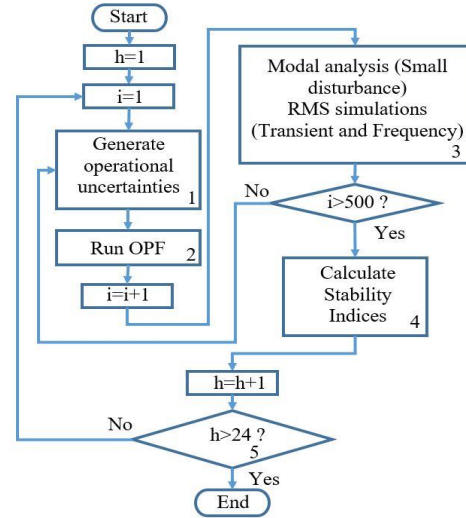 Start
h=1
i=1
Generate
operational
uncertainties
1
Run OPF
2
i=i+1
Modal analysis (Small
disturbance)
RMS simulations
(Transient and Frequency)
3
No
i>500 ?
Yes
Calculate
Stability
Indices
4
h=h+1
No
h>24 ?
5
Yes
End